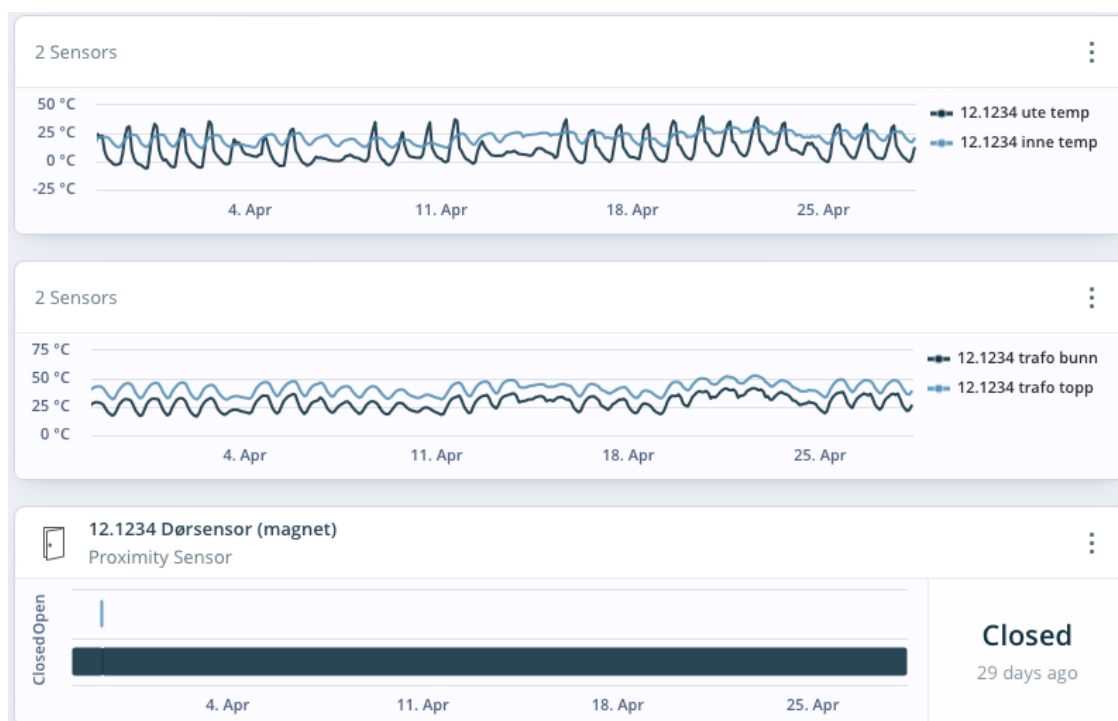 2 Sensors
50 °C
25 °C
0 °C
-25 °C
4. Apr 11. Apr 18. Apr 25. Apr
12.1234 ute temp
12.1234 inne temp
2 Sensors
75 °C
50 °C
25 °C
0 °C
4. Apr 11. Apr 18. Apr 25. Apr
12.1234 trafo bunn
12.1234 trafo topp
12.1234 Dørsensor (magnet)
Proximity Sensor
Open
Closed
4. Apr 11. Apr 18. Apr 25. Apr
Closed
29 days ago